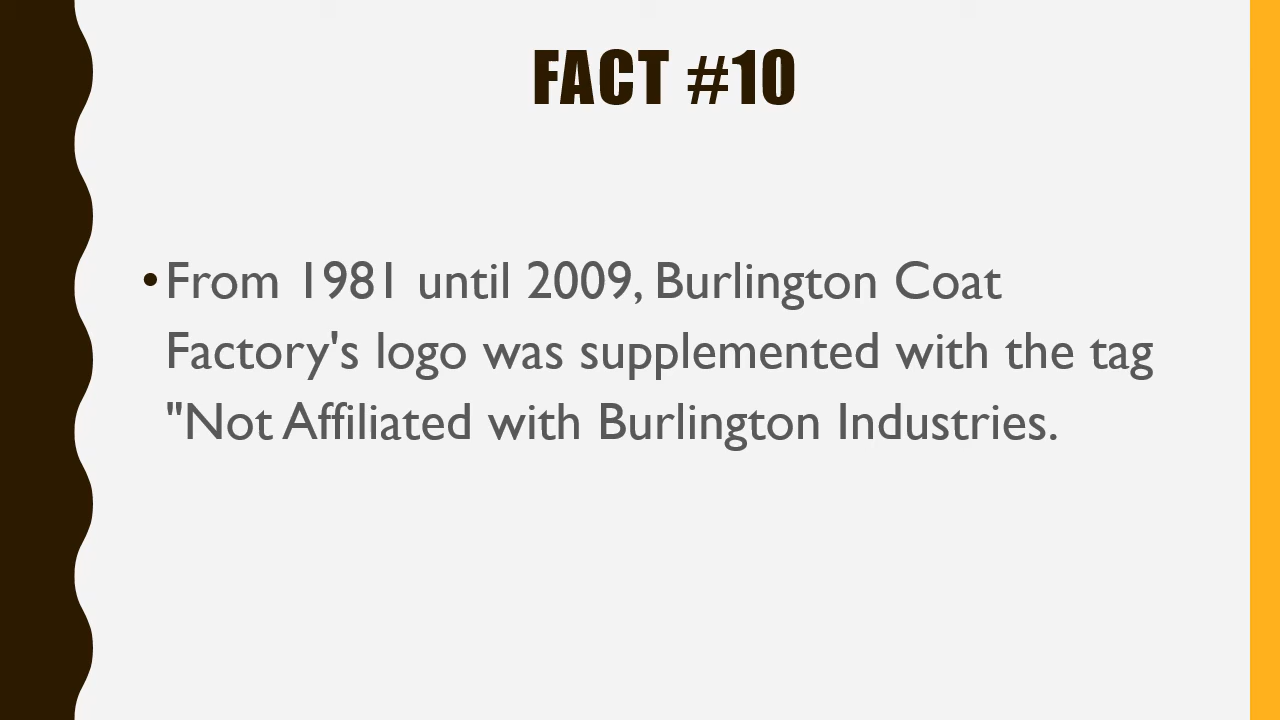 FACT #10
•From 1981 until 2009, Burlington Coat
Factory's logo was supplemented with the tag
"Not Affiliated with Burlington Industries.